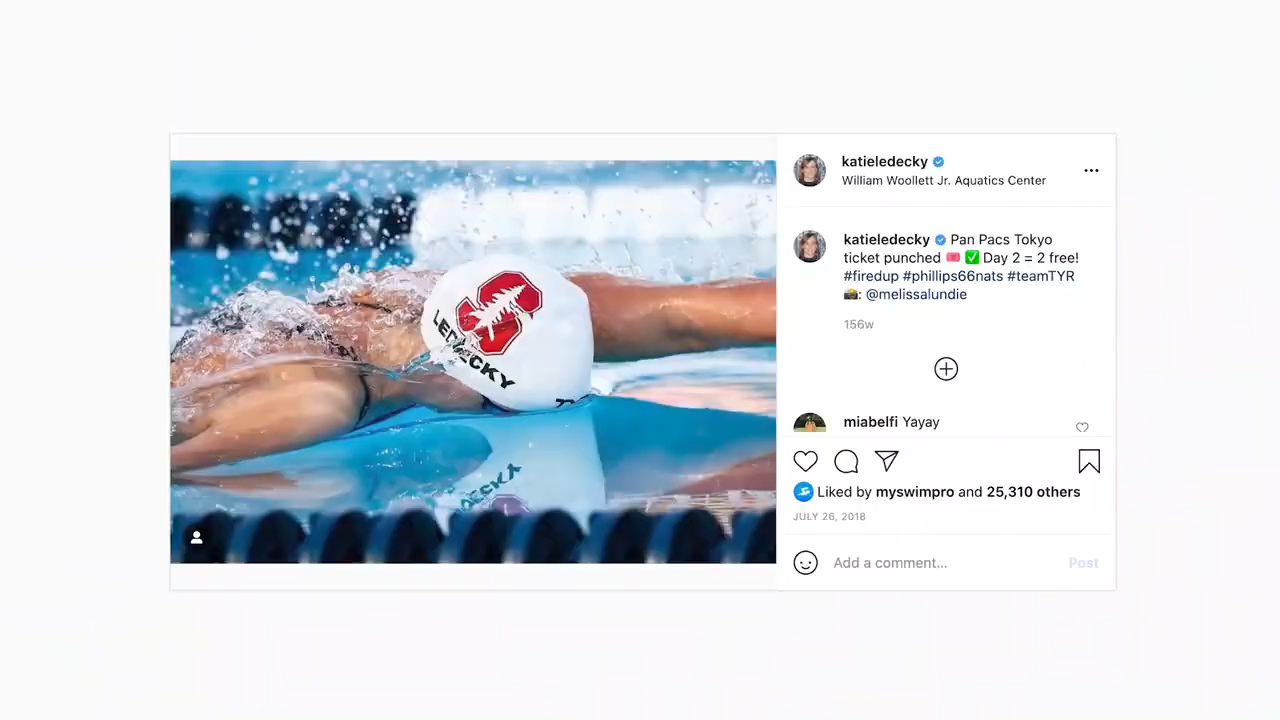 katieledecky
William Woollett Jr. Aquatics Center
katieledecky Pan Pacs Tokyo
ticket punched 🎟️ ✅ Day 2 = 2 free!
#firedup #phillips66nats #teamTYR
📸: @melissalundie
156w
miabelfi Yayay
Liked by myswimpro and 25,310 others
JULY 26, 2018
Add a comment...
Post
LEDECKY